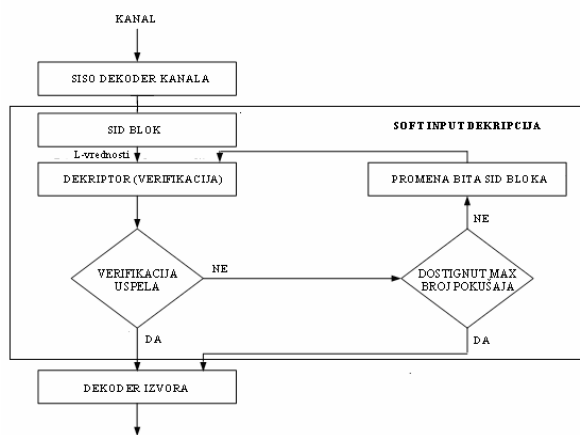 KANAL
SISO DEKODER KANALA
SID BLOK
SOFT INPUT DEKRIPCIJA
L-vrednosti
DEKRIPTOR (VERIFIKACIJA)
PROMENA BITA SID BLOKA
NE
VERIFIKACIJA
USPELA
NE
DOSTIGNUT MAX
BROJ POKUŠAJA
DA
DA
DEKODER IZVORA